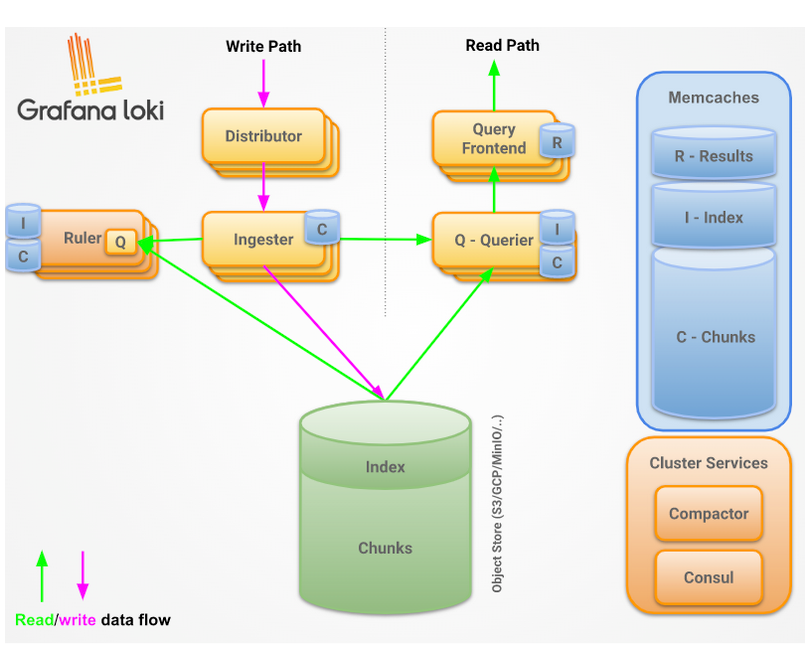 Write Path
Read Path
Grafana loki
Distributor
Query
Frontend
R
Memcaches
R - Results
I - Index
C - Chunks
I
C
Ruler
Q
Ingester
C
Q - Querier
I
C
Index
Chunks
Object Store (S3/GCP/MinIO/..)
Cluster Services
Compactor
Consul
Read/write data flow